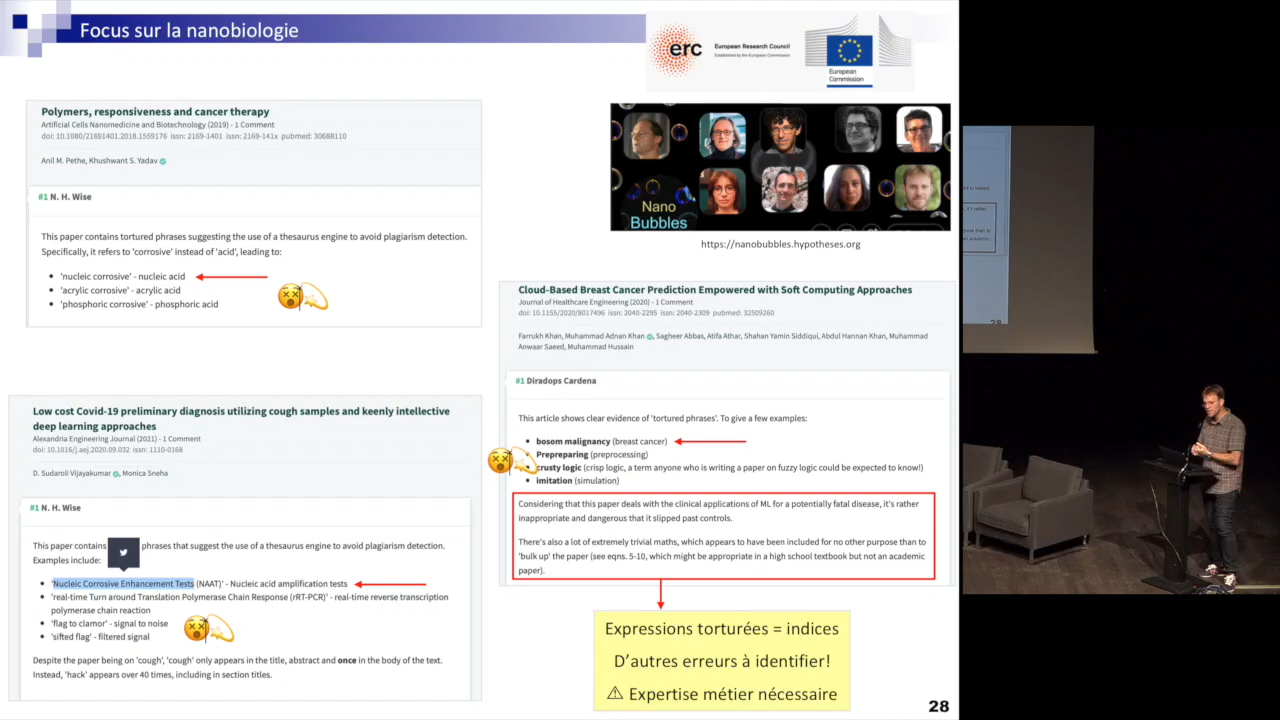 Focus sur la nanobiologie
erc
European Research Council
Established by the European Commission
European
Commission
Polymers, responsiveness and cancer therapy
Artificial Cells Nanomedicine and Biotechnology (2019) - 1 Comment
doi: 10.1080/21691401.2018.1559176 issn: 2169-1401 issn: 2169-141x pubmed: 30688110
Anil M. Pethe, Khushwant S. Yadav
#1 N. H. Wise
This paper contains tortured phrases suggesting the use of a thesaurus engine to avoid plagiarism detection.
Specifically, it refers to 'corrosive' instead of 'acid', leading to:
• 'nucleic corrosive' - nucleic acid
• 'acrylic corrosive' - acrylic acid
• 'phosphoric corrosive' - phosphoric acid
Nano
Bubbles
https://nanobubbles.hypotheses.org
Cloud-Based Breast Cancer Prediction Empowered with Soft Computing Approaches
Journal of Healthcare Engineering (2020) - 1 Comment
doi: 10.1155/2020/8017496 issn: 2040-2295 issn: 2040-2309 pubmed: 32509260
Farrukh Khan, Muhammad Adnan Khan, Sagheer Abbas, Atifa Athar, Shahan Yamin Siddiqui, Abdul Hannan Khan, Muhammad
Anwaar Saeed, Muhammad Hussain
#1 Diradops Cardena
This article shows clear evidence of 'tortured phrases'. To give a few examples:
• bosom malignancy (breast cancer)
• Prepreparing (preprocessing)
• crusty logic (crisp logic, a term anyone who is writing a paper on fuzzy logic could be expected to know!)
• imitation (simulation)
Considering that this paper deals with the clinical applications of ML for a potentially fatal disease, it's rather
inappropriate and dangerous that it slipped past controls.
There's also a lot of extremely trivial maths, which appears to have been included for no other purpose than to
'bulk up' the paper (see eqns. 5-10, which might be appropriate in a high school textbook but not an academic
paper).
Low cost Covid-19 preliminary diagnosis utilizing cough samples and keenly intellective
deep learning approaches
Alexandria Engineering Journal (2021) - 1 Comment
doi: 10.1016/j.aej.2020.09.032 issn: 1110-0168
D. Sudaroli Vijayakumar, Monica Sneha
#1 N. H. Wise
This paper contains phrases that suggest the use of a thesaurus engine to avoid plagiarism detection.
Examples include:
• 'Nucleic Corrosive Enhancement Tests (NAAT)' - Nucleic acid amplification tests
• 'real-time Turn around Translation Polymerase Chain Response (rRT-PCR)' - real-time reverse transcription
polymerase chain reaction
• 'flag to clamor' - signal to noise
• 'sifted flag' - filtered signal
Despite the paper being on 'cough', 'cough' only appears in the title, abstract and once in the body of the text.
Instead, 'hack' appears over 40 times, including in section titles.
Expressions torturées = indices
D'autres erreurs à identifier!
⚠ Expertise métier nécessaire
28
28